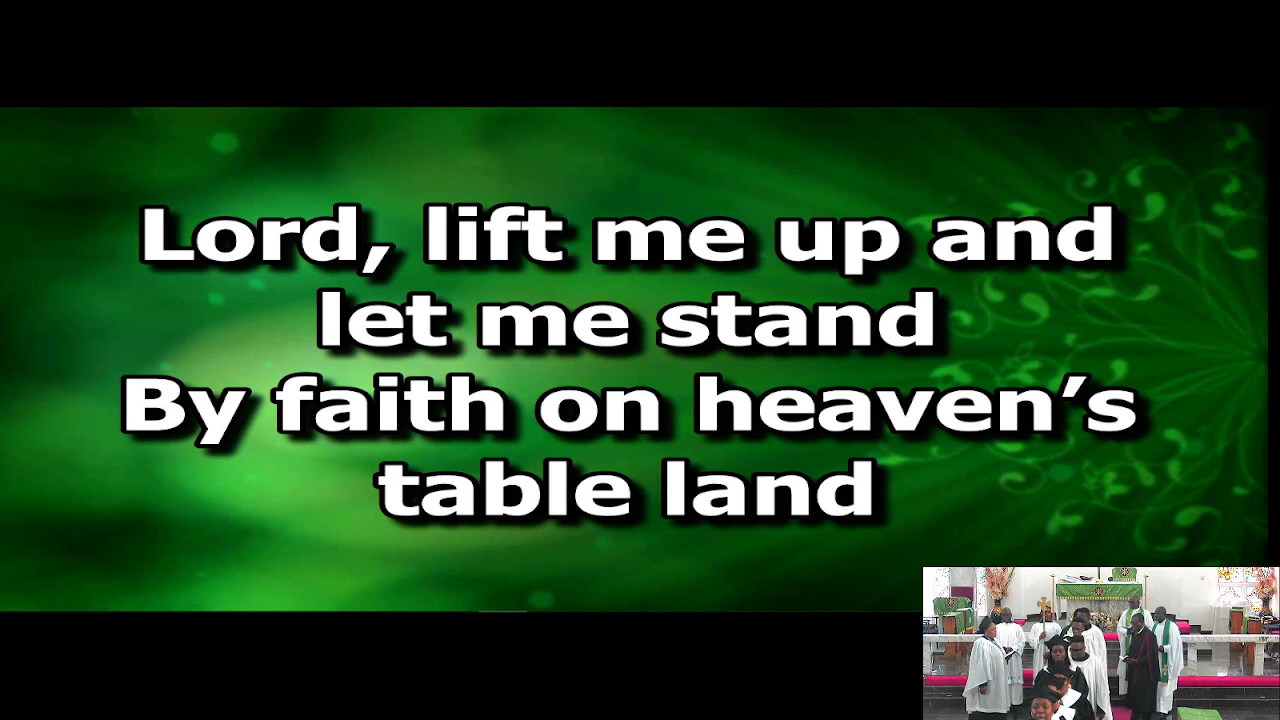 Lord, lift me up and
let me stand
By faith on heaven’s
table land